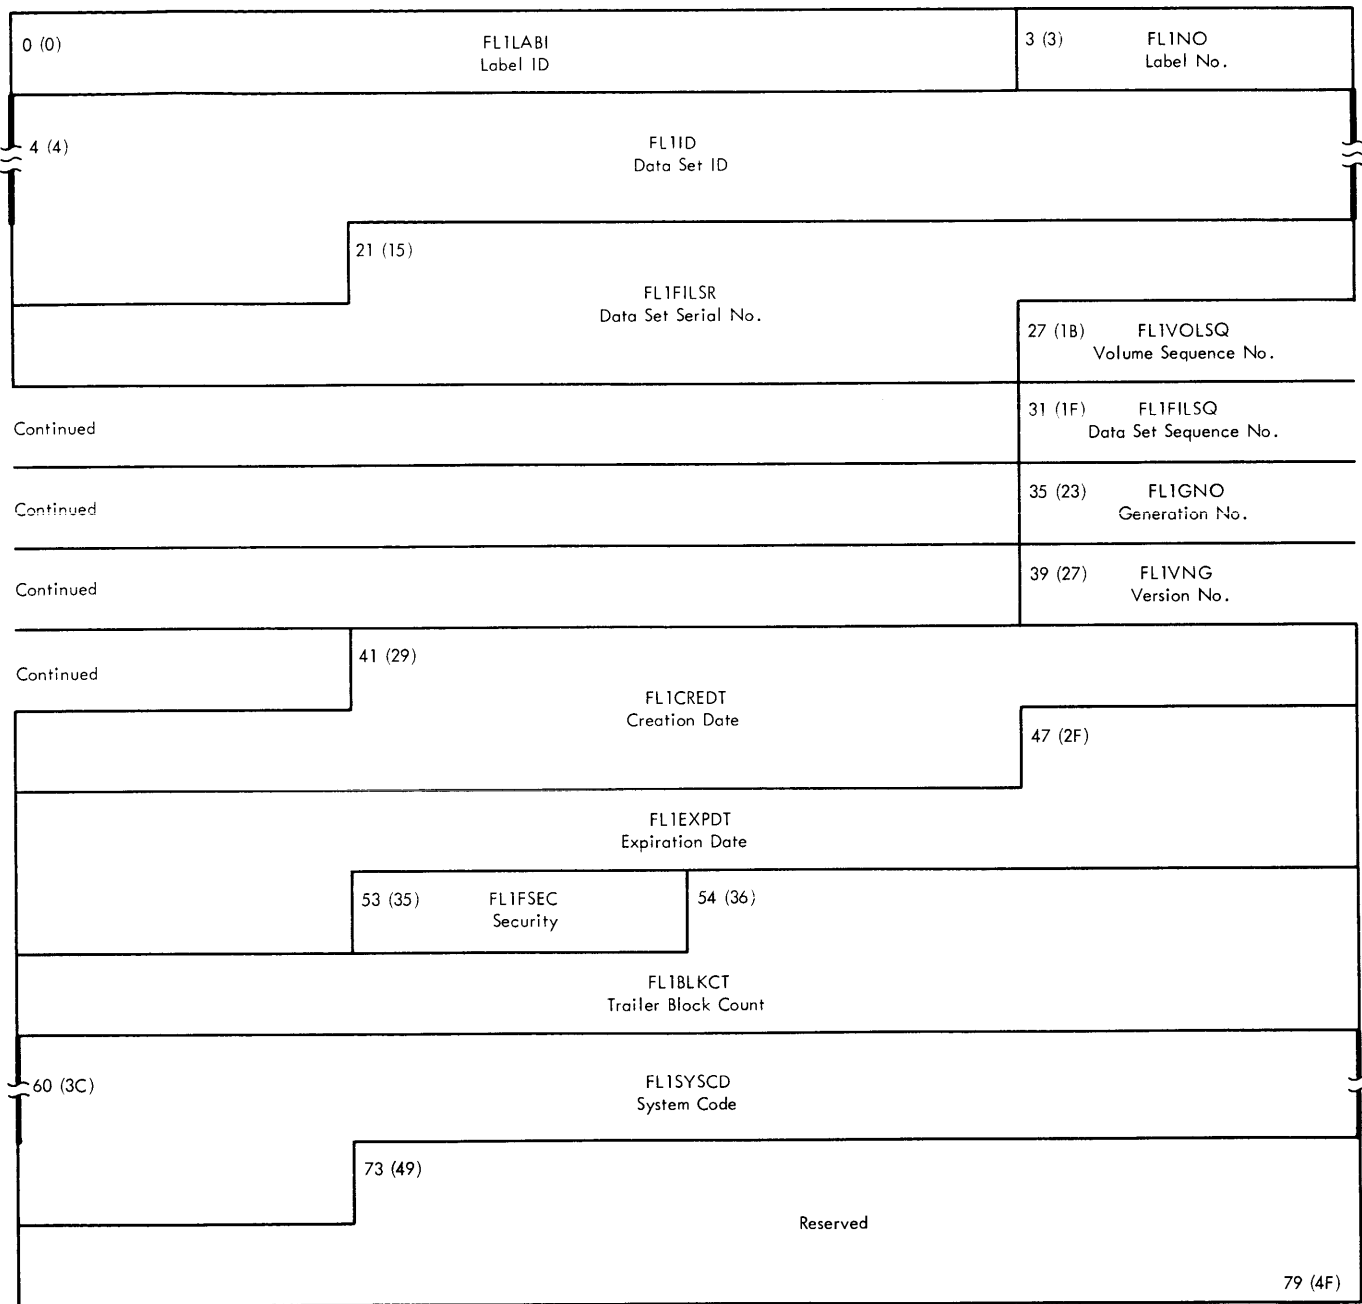 0 (0)
FL1LABI
Label ID
3 (3)
FL1NO
Label No.
4 (4)
FL1ID
Data Set ID
21 (15)
FL1FILSR
Data Set Serial No.
27 (1B)
FL1VOLSQ
Volume Sequence No.
Continued
31 (1F)
FL1FILSQ
Data Set Sequence No.
Continued
35 (23)
FL1GNO
Generation No.
Continued
39 (27)
FL1VNG
Version No.
Continued
41 (29)
FL1CREDT
Creation Date
47 (2F)
FL1EXPDT
Expiration Date
53 (35)
FL1FSEC
Security
54 (36)
FL1BLKCT
Trailer Block Count
60 (3C)
FL1SYSCD
System Code
73 (49)
Reserved
79 (4F)